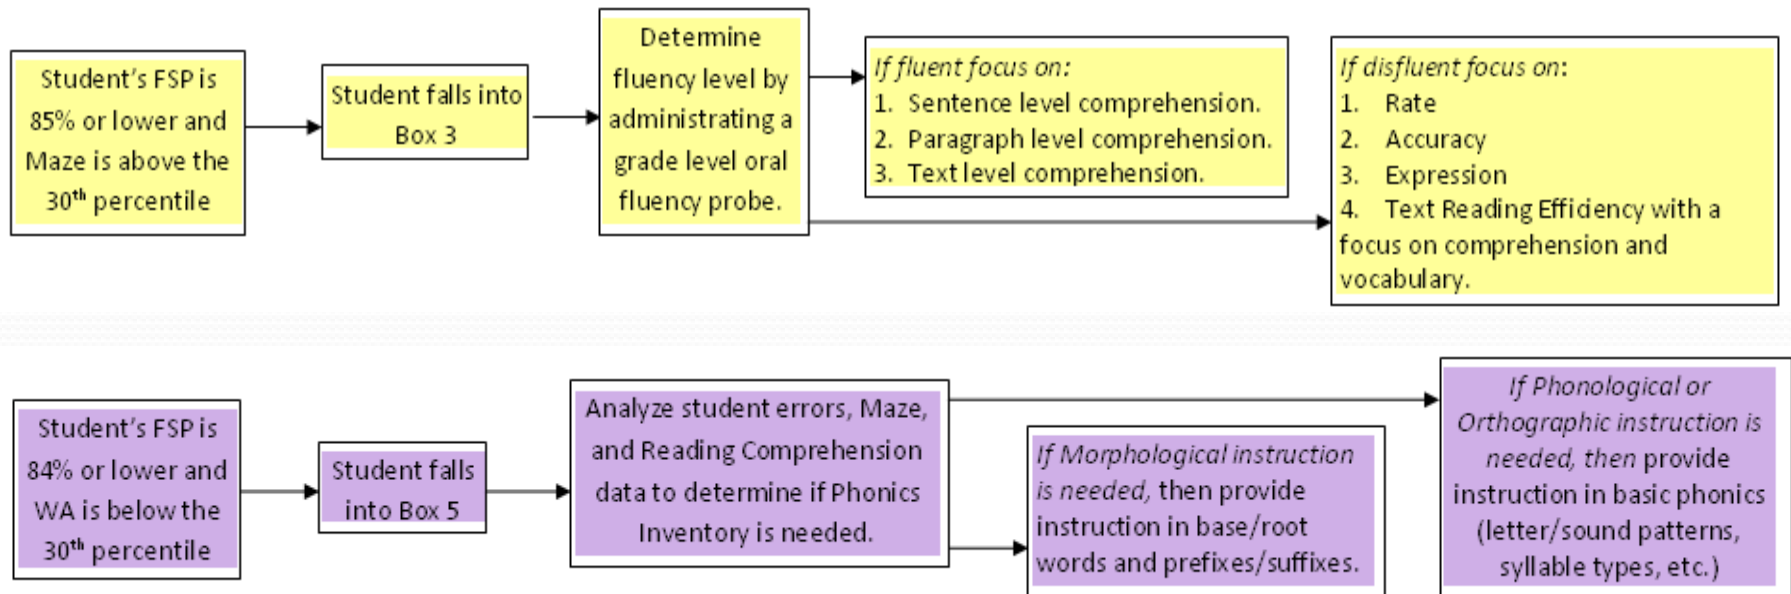 Student's FSP is
85% or lower and
Maze is above the
30th percentile
Student falls into
Box 3
Determine
fluency level by
administrating a
grade level oral
fluency probe.
If fluent focus on:
1. Sentence level comprehension.
2. Paragraph level comprehension.
3. Text level comprehension.
If disfluent focus on:
1. Rate
2. Accuracy
3. Expression
4. Text Reading Efficiency with a
focus on comprehension and
vocabulary.
Student's FSP is
84% or lower and
WA is below the
30th percentile
Student falls
into Box 5
Analyze student errors, Maze,
and Reading Comprehension
data to determine if Phonics
Inventory is needed.
If Morphological instruction
is needed, then provide
instruction in base/root
words and prefixes/suffixes.
If Phonological or
Orthographic instruction is
needed, then provide
instruction in basic phonics
(letter/sound patterns,
syllable types, etc.)